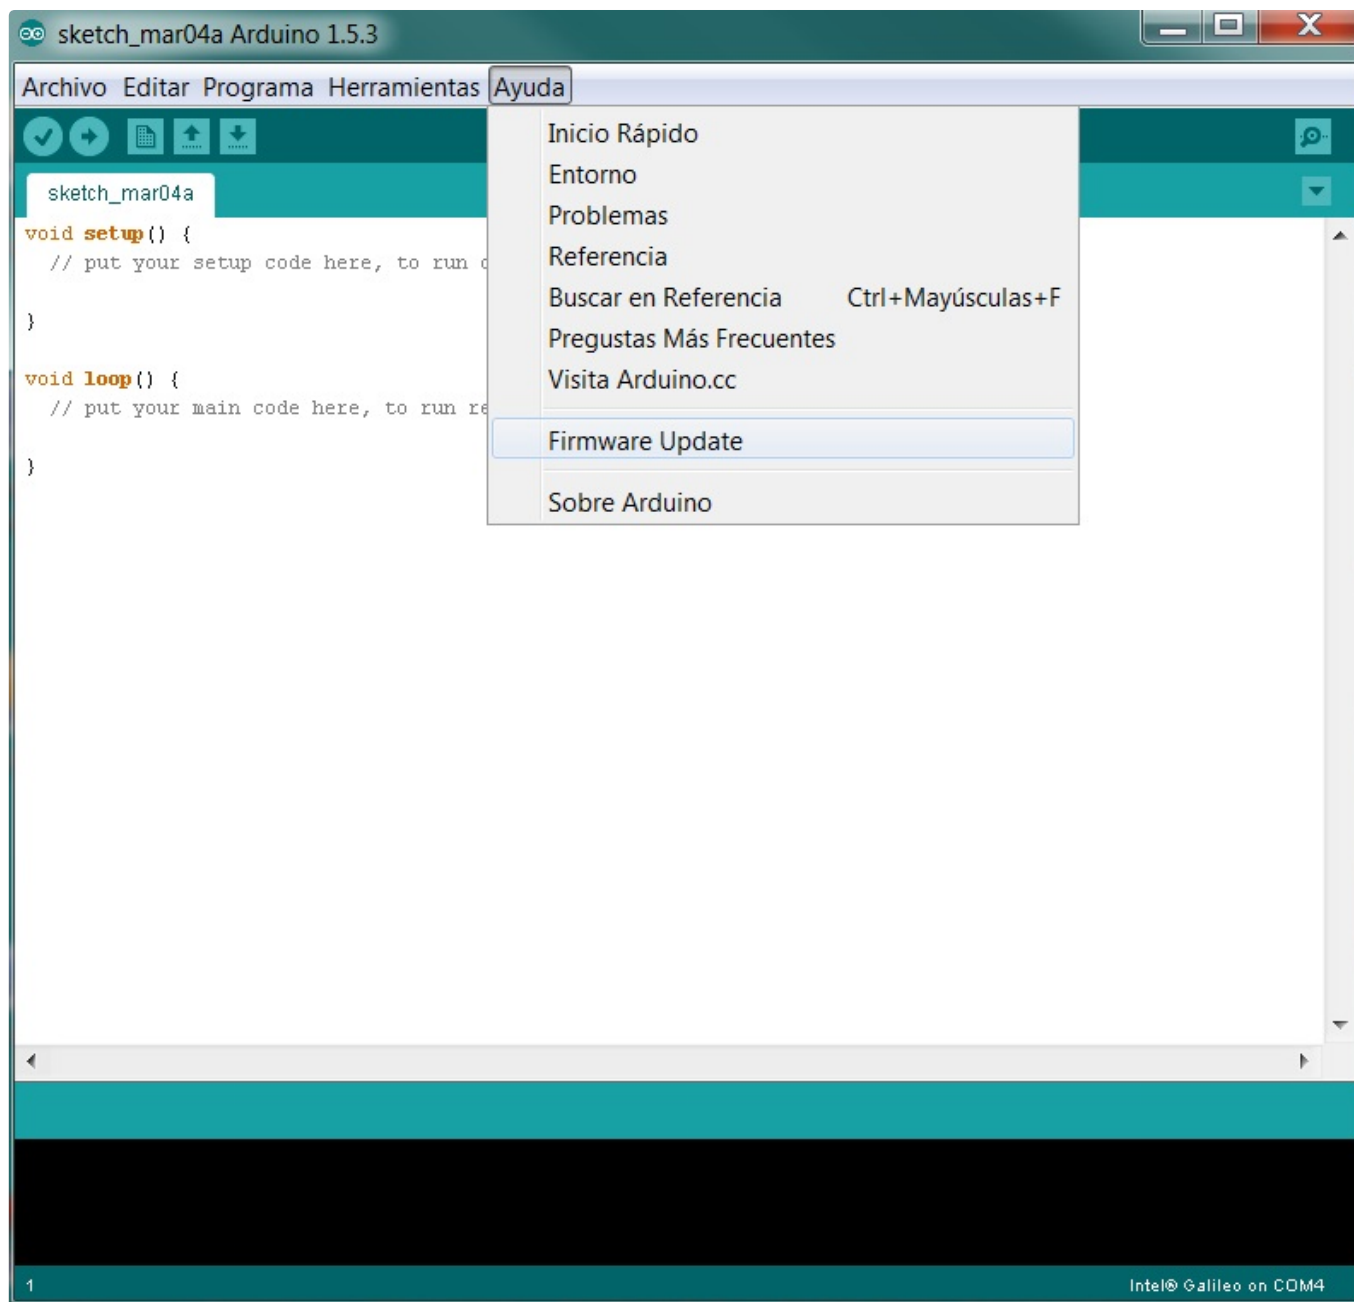 sketch_mar04a Arduino 1.5.3
Archivo Editar Programa Herramientas Ayuda
Inicio Rápido
Entorno
Problemas
Referencia
Buscar en Referencia Ctrl+Mayúsculas+F
Pregustas Más Frecuentes
Visita Arduino.cc
Firmware Update
Sobre Arduino
sketch_mar04a
void setup() {
// put your setup code here, to run
}
void loop() {
// put your main code here, to run
}
1
Intel® Galileo on COM4